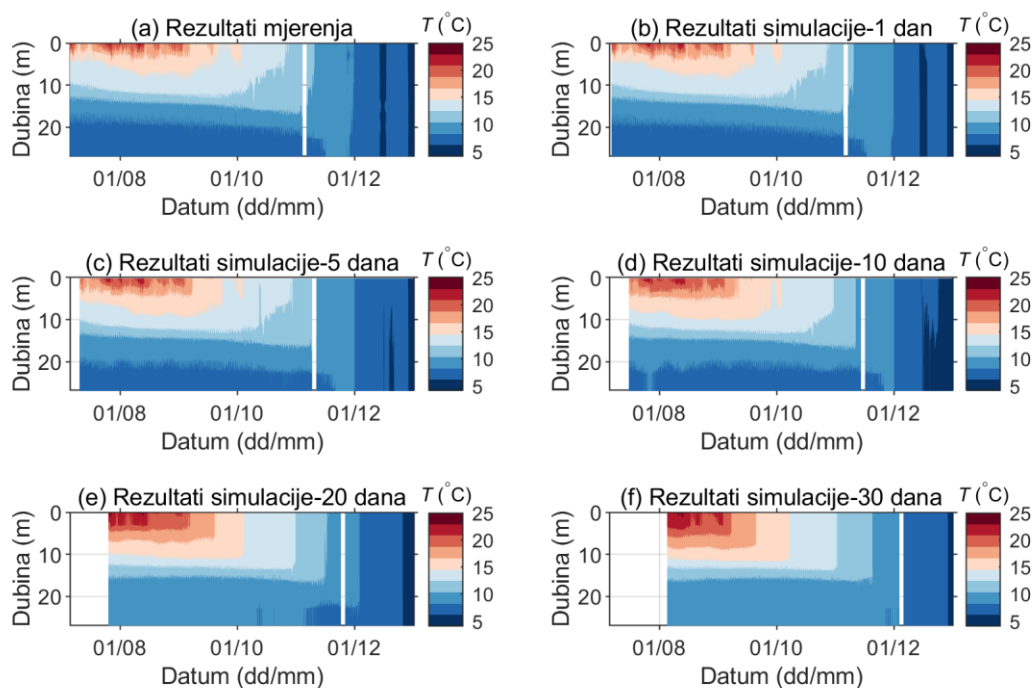 (a) Rezultati mjerenja
T (°C)
Dubina (m)
0
10
20
25
20
15
10
5
01/08
01/10
01/12
Datum (dd/mm)
(b) Rezultati simulacije-1 dan
T (°C)
Dubina (m)
0
10
20
25
20
15
10
5
01/08
01/10
01/12
Datum (dd/mm)
(c) Rezultati simulacije-5 dana
T (°C)
Dubina (m)
0
10
20
25
20
15
10
5
01/08
01/10
01/12
Datum (dd/mm)
(d) Rezultati simulacije-10 dana
T (°C)
Dubina (m)
0
10
20
25
20
15
10
5
01/08
01/10
01/12
Datum (dd/mm)
(e) Rezultati simulacije-20 dana
T (°C)
Dubina (m)
0
10
20
25
20
15
10
5
01/08
01/10
01/12
Datum (dd/mm)
(f) Rezultati simulacije-30 dana
T (°C)
Dubina (m)
0
10
20
25
20
15
10
5
01/08
01/10
01/12
Datum (dd/mm)